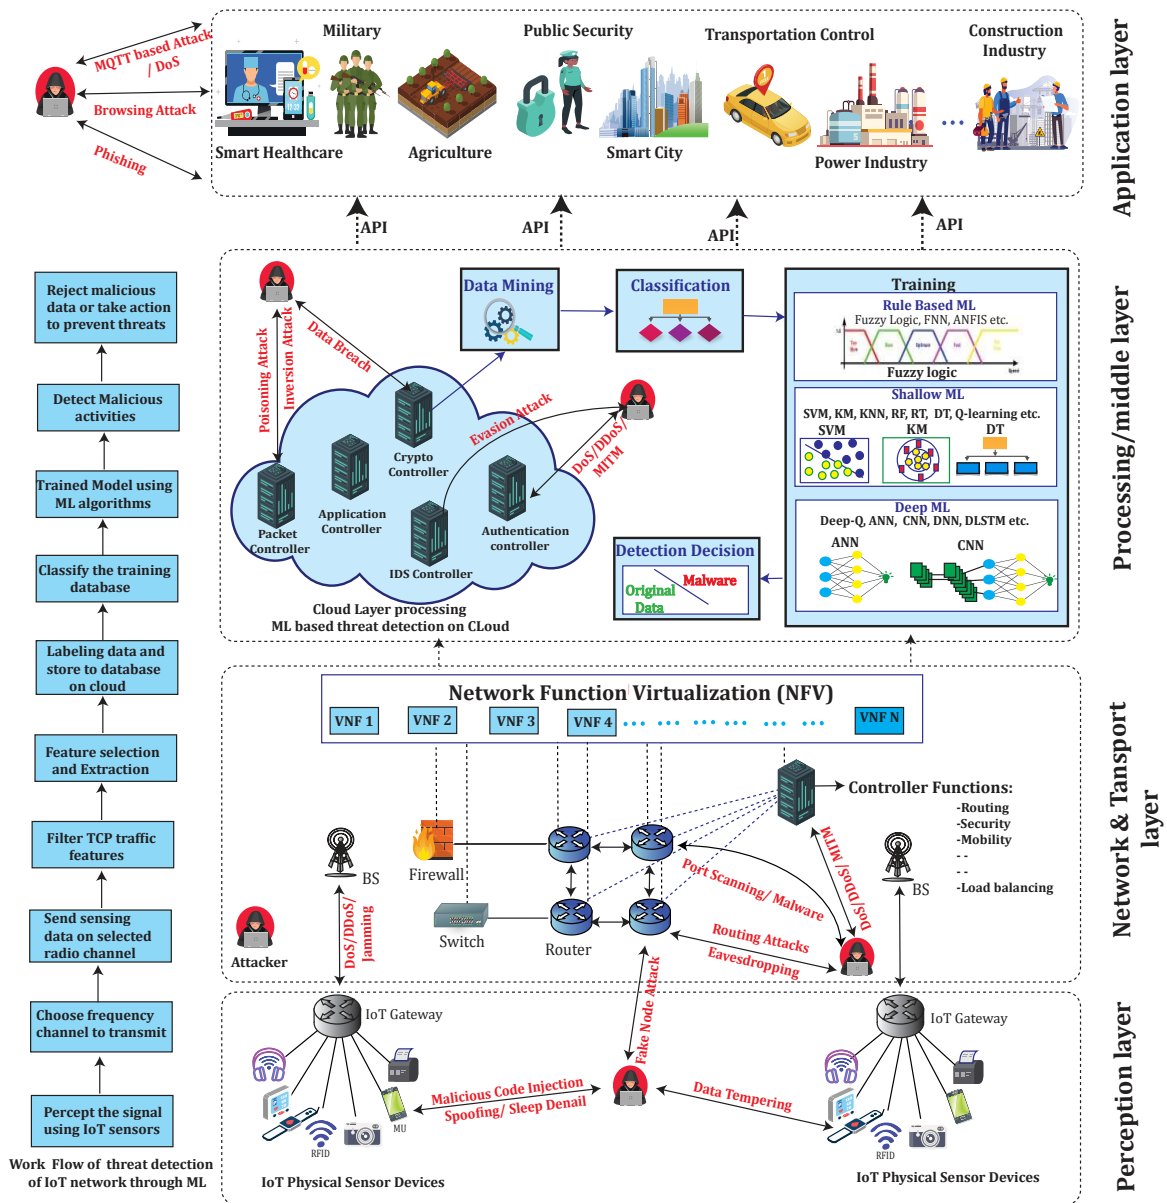 MQTT based Attack
/ DoS
Browsing Attack
Phishing
Military
Public Security
Transportation Control
Construction
Industry
Smart Healthcare
Agriculture
Smart City
Power Industry
Application layer
API
API
API
API
Reject malicious
data or take action
to prevent threats
Detect Malicious
activities
Trained Model using
ML algorithms
Classify the training
database
Labeling data and
store to database
on cloud
Feature selection
and Extraction
Filter TCP traffic
features
Send sensing
data on selected
radio channel
Choose frequency
channel to transmit
Percept the signal
using IoT sensors
Work Flow of threat detection
of IoT network through ML
Poisoning Attack
Inversion Attack
Data Breach
Evasion Attack
DoS/DDoS/
MITM
Crypto
Controller
Application
Controller
Packet
Controller
IDS Controller
Authentication
controller
Cloud Layer processing
ML based threat detection on CLoud
Data Mining
Classification
Training
Rule Based ML
Fuzzy Logic, FNN, ANFIS etc.
Fuzzy logic
Shallow ML
SVM, KM, KNN, RF, RT, DT, Q-learning etc.
SVM
KM
DT
Deep ML
Deep-Q, ANN, CNN, DNN, DLSTM etc.
ANN
CNN
Detection Decision
Malware
Original
Data
Processing/middle layer
Network Function Virtualization (NFV)
VNF 1
VNF 2
VNF 3
VNF 4
VNF N
Controller Functions:
-Routing
-Security
-Mobility
- -
- -
-Load balancing
BS
Firewall
Switch
Router
BS
Attacker
DoS/DDoS/
Jamming
Port Scanning/ Malware
DoS/DDoS/ MITM
Routing Attacks
Eavesdropping
Fake Node Attack
Network & Tansport
layer
IoT Gateway
MU
RFID
IoT Physical Sensor Devices
Malicious Code Injection
Spoofing/ Sleep Denail
Data Tempering
IoT Gateway
RFID
IoT Physical Sensor Devices
Perception layer